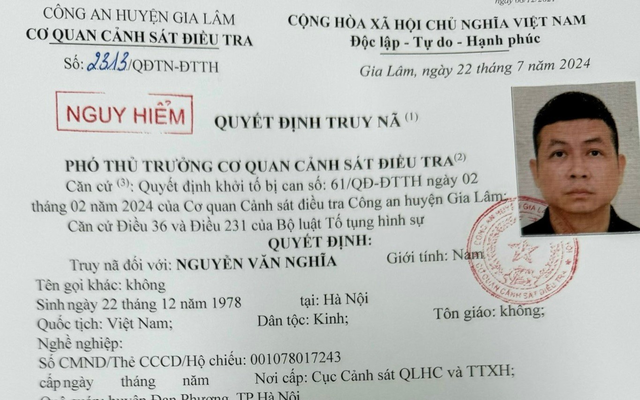 CÔNG AN HUYỆN GIA LÂM
CƠ QUAN CẢNH SÁT ĐIỀU TRA
Số: 2313/QĐTN-ĐTTH
CỘNG HÒA XÃ HỘI CHỦ NGHĨA VIỆT NAM
Độc lập - Tự do - Hạnh phúc
Gia Lâm, ngày 22 tháng 7 năm 2024
NGUY HIỂM
QUYẾT ĐỊNH TRUY NÃ (1)
PHÓ THỦ TRƯỞNG CƠ QUAN CẢNH SÁT ĐIỀU TRA(2)
Căn cứ (3): Quyết định khởi tố bị can số: 61/QĐ-ĐTTH ngày 02
tháng 02 năm 2024 của Cơ quan Cảnh sát điều tra Công an huyện Gia Lâm;
Căn cứ Điều 36 và Điều 231 của Bộ luật Tố tụng hình sự
QUYẾT ĐỊNH:
Truy nã đối với: NGUYỄN VĂN NGHĨA Giới tính: Nam
Tên gọi khác: không
Sinh ngày 22 tháng 12 năm 1978 tại: Hà Nội
Quốc tịch: Việt Nam; Dân tộc: Kinh; Tôn giáo: không;
Nghề nghiệp:
Số CMND/Thẻ CCCD/Hộ chiếu: 001078017243
cấp ngày tháng năm Nơi cấp: Cục Cảnh sát QLHC và TTXH;
Quê quán: huyện Đan Phượng, TP Hà Nội